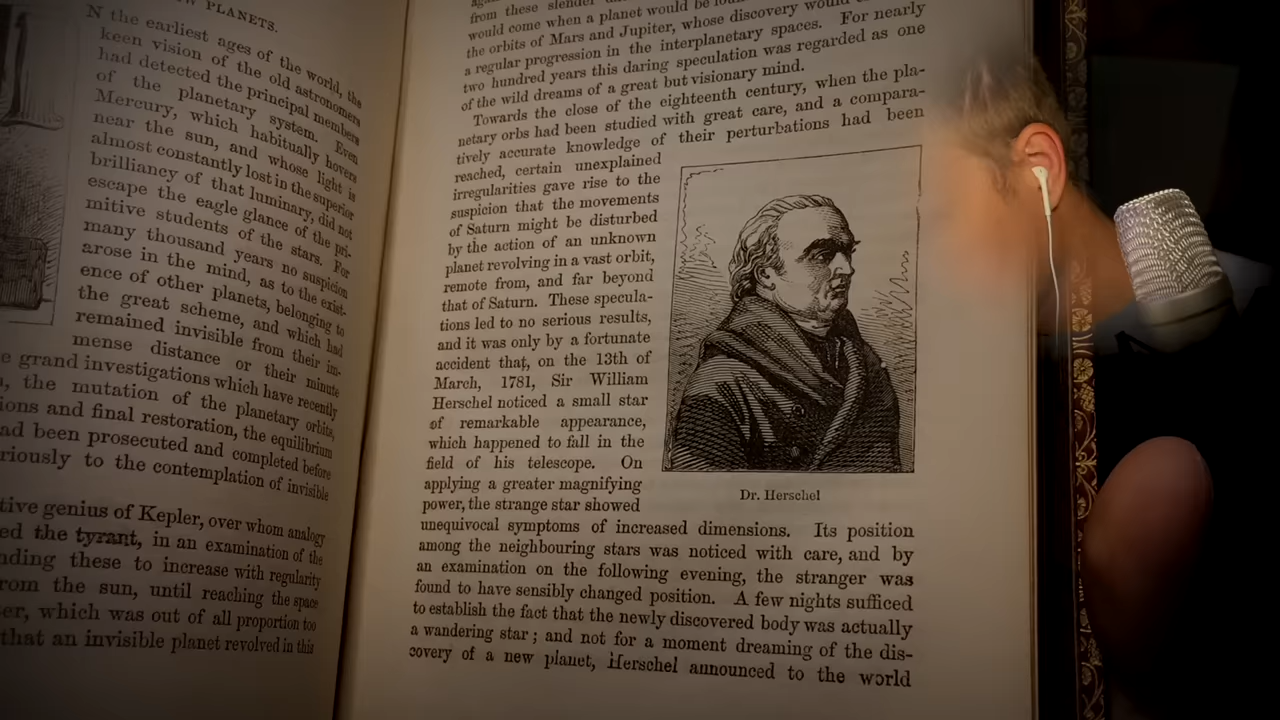 W PLANETS.
N the earliest ages of the world, the
keen vision of the old astronomers
had detected the principal members
of the planetary system. Even
Mercury, which habitually hovers
near the sun, and whose light is
almost constantly lost in the superior
brilliancy of that luminary, did not
escape the eagle glance of the pri-
mitive students of the stars. For
many thousand years no suspicion
arose in the mind, as to the exist-
ence of other planets, belonging to
the great scheme, and which had
remained invisible from their im-
mense distance or their minute
e grand investigations which have recently
, the mutation of the planetary orbits,
ions and final restoration, the equilibrium
ad been prosecuted and completed before
riously to the contemplation of invisible
tive genius of Kepler, over whom analogy
ed the tyrant, in an examination of the
nding these to increase with regularity
rom the sun, until reaching the space
er, which was out of all proportion too
that an invisible planet revolved in this
from these slender
would come when a planet would be
the orbits of Mars and Jupiter, whose discovery would
a regular progression in the interplanetary spaces. For nearly
two hundred years this daring speculation was regarded as one
of the wild dreams of a great but visionary mind.
Towards the close of the eighteenth century, when the pla-
netary orbs had been studied with great care, and a compara-
tively accurate knowledge of their perturbations had been
reached, certain unexplained
irregularities gave rise to the
suspicion that the movements
of Saturn might be disturbed
by the action of an unknown
planet revolving in a vast orbit,
remote from, and far beyond
that of Saturn. These specula-
tions led to no serious results,
and it was only by a fortunate
accident that, on the 13th of
March, 1781, Sir William
Herschel noticed a small star
of remarkable appearance,
which happened to fall in the
field of his telescope. On
applying a greater magnifying
power, the strange star showed
Dr. Herschel
unequivocal symptoms of increased dimensions. Its position
among the neighbouring stars was noticed with care, and by
an examination on the following evening, the stranger was
found to have sensibly changed position. A few nights sufficed
to establish the fact that the newly discovered body was actually
a wandering star; and not for a moment dreaming of the dis-
covery of a new planet, Herschel announced to the world